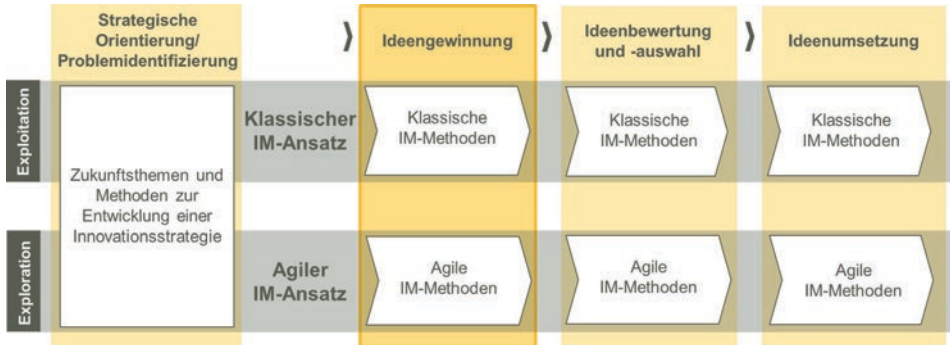 Strategische
Orientierung/
Problemidentifizierung
Ideengewinnung
Ideenbewertung
und -auswahl
Ideenumsetzung
Exploitation
Zukunftsthemen und
Methoden zur
Entwicklung einer
Innovationsstrategie
Klassischer
IM-Ansatz
Klassische
IM-Methoden
Klassische
IM-Methoden
Klassische
IM-Methoden
Exploration
Agiler
IM-Ansatz
Agile
IM-Methoden
Agile
IM-Methoden
Agile
IM-Methoden